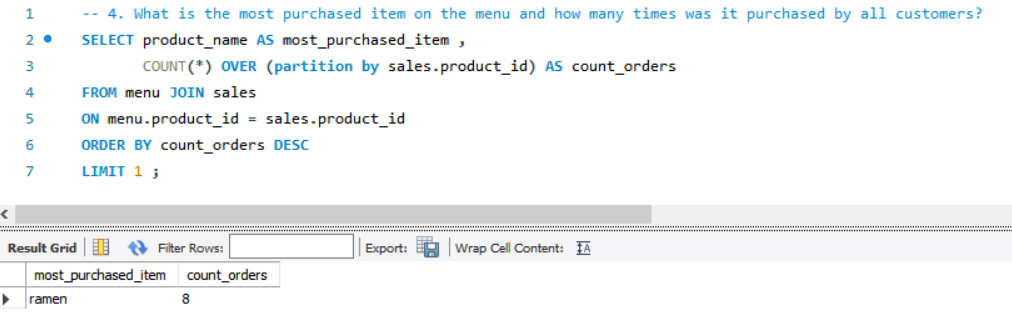 1 -- 4. What is the most purchased item on the menu and how many times was it purchased by all customers?
2 SELECT product_name AS most_purchased_item ,
3 COUNT(*) OVER (partition by sales.product_id) AS count_orders
4 FROM menu JOIN sales
5 ON menu.product_id = sales.product_id
6 ORDER BY count_orders DESC
7 LIMIT 1 ;
Result Grid Filter Rows: Export: Wrap Cell Content: IA
most_purchased_item count_orders
ramen 8